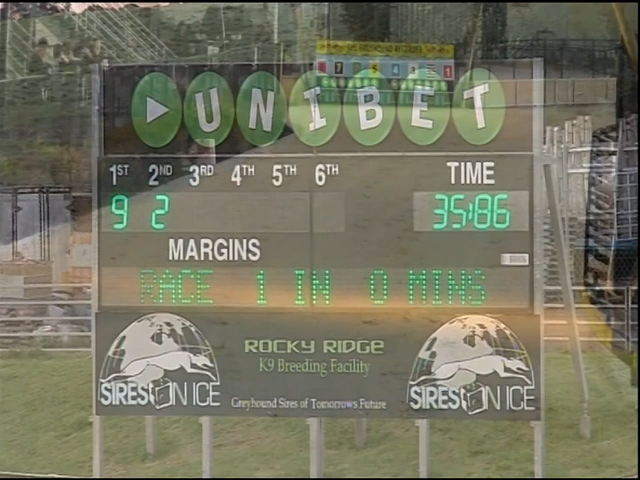 UNIBET
1ST 2ND 3RD 4TH 5TH 6TH TIME
9 2 35:86
MARGINS
RACE 1 IN 0 MINS
SIRES ON ICE
ROCKY RIDGE
K9 Breeding Facility
Greyhound Sires of Tomorrows Future
SIRES ON ICE